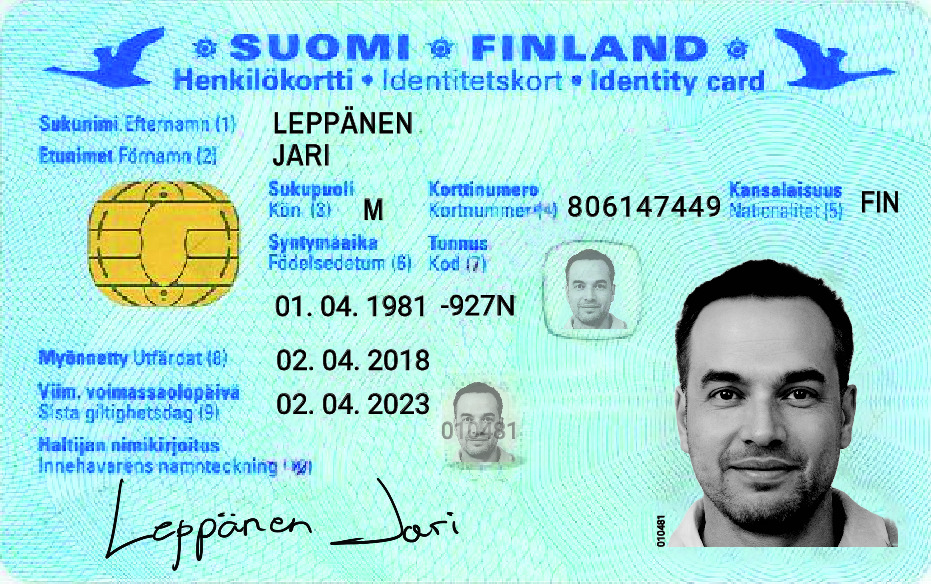 SUOMI FINLAND
Henkilökortti • Identitetskort • Identity card
Sukunimi Efternamn (1) LEPPÄNEN
Etunimet Förnamn (2) JARI
Sukupuoli Korttinumero Kansalaisuus
Kön (3) M Kortnummer (4) 806147449 Nationalitet (5) FIN
Syntymäaika Tunnus
Födelsedetum (6) Kod (7)
01. 04. 1981 -927N
Myönnetty Utfärdat (8) 02. 04. 2018
Viim. voimassaolopäivä
Sista giltighetsdag (9) 02. 04. 2023
010481
Haltijan nimikirjoitus
Innehavarens namnteckning
Leppänen Jari
010481